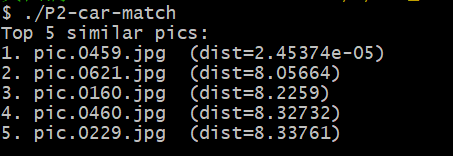 $ ./P2-car-match
Top 5 similar pics:
1. pic.0459.jpg  (dist=2.45374e-05)
2. pic.0621.jpg  (dist=8.05664)
3. pic.0160.jpg  (dist=8.2259)
4. pic.0460.jpg  (dist=8.32732)
5. pic.0229.jpg  (dist=8.33761)